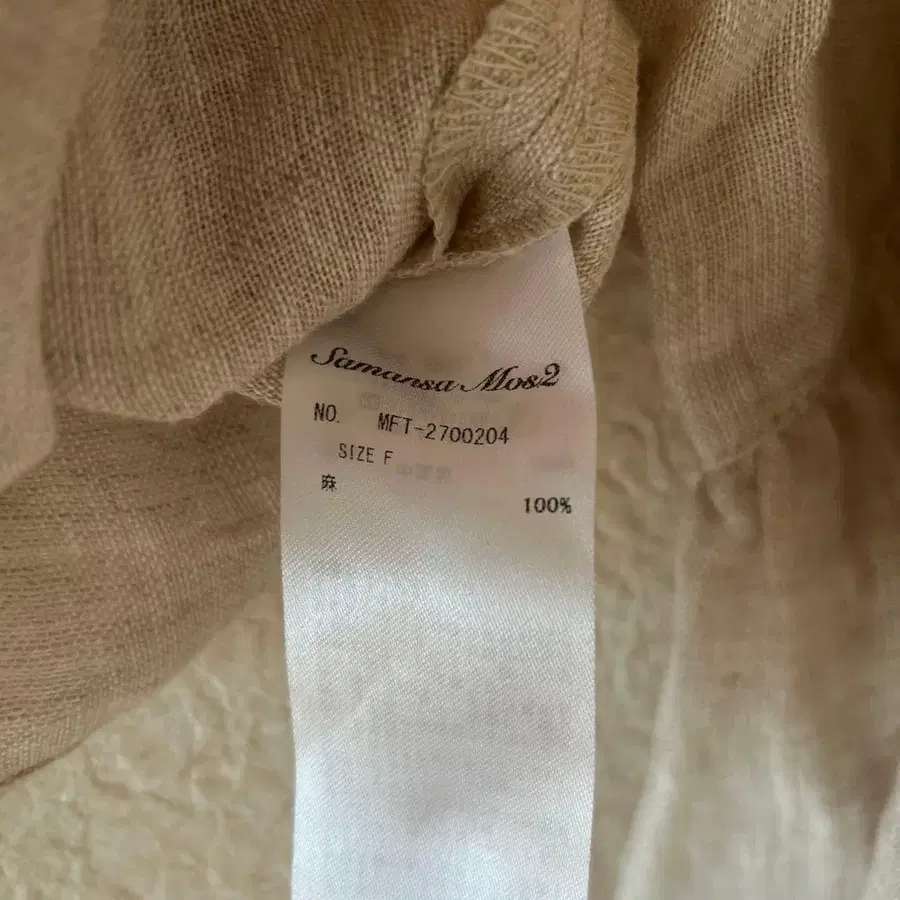 Samansa Mos2
NO. MFT-2700204
SIZE F
麻 100%